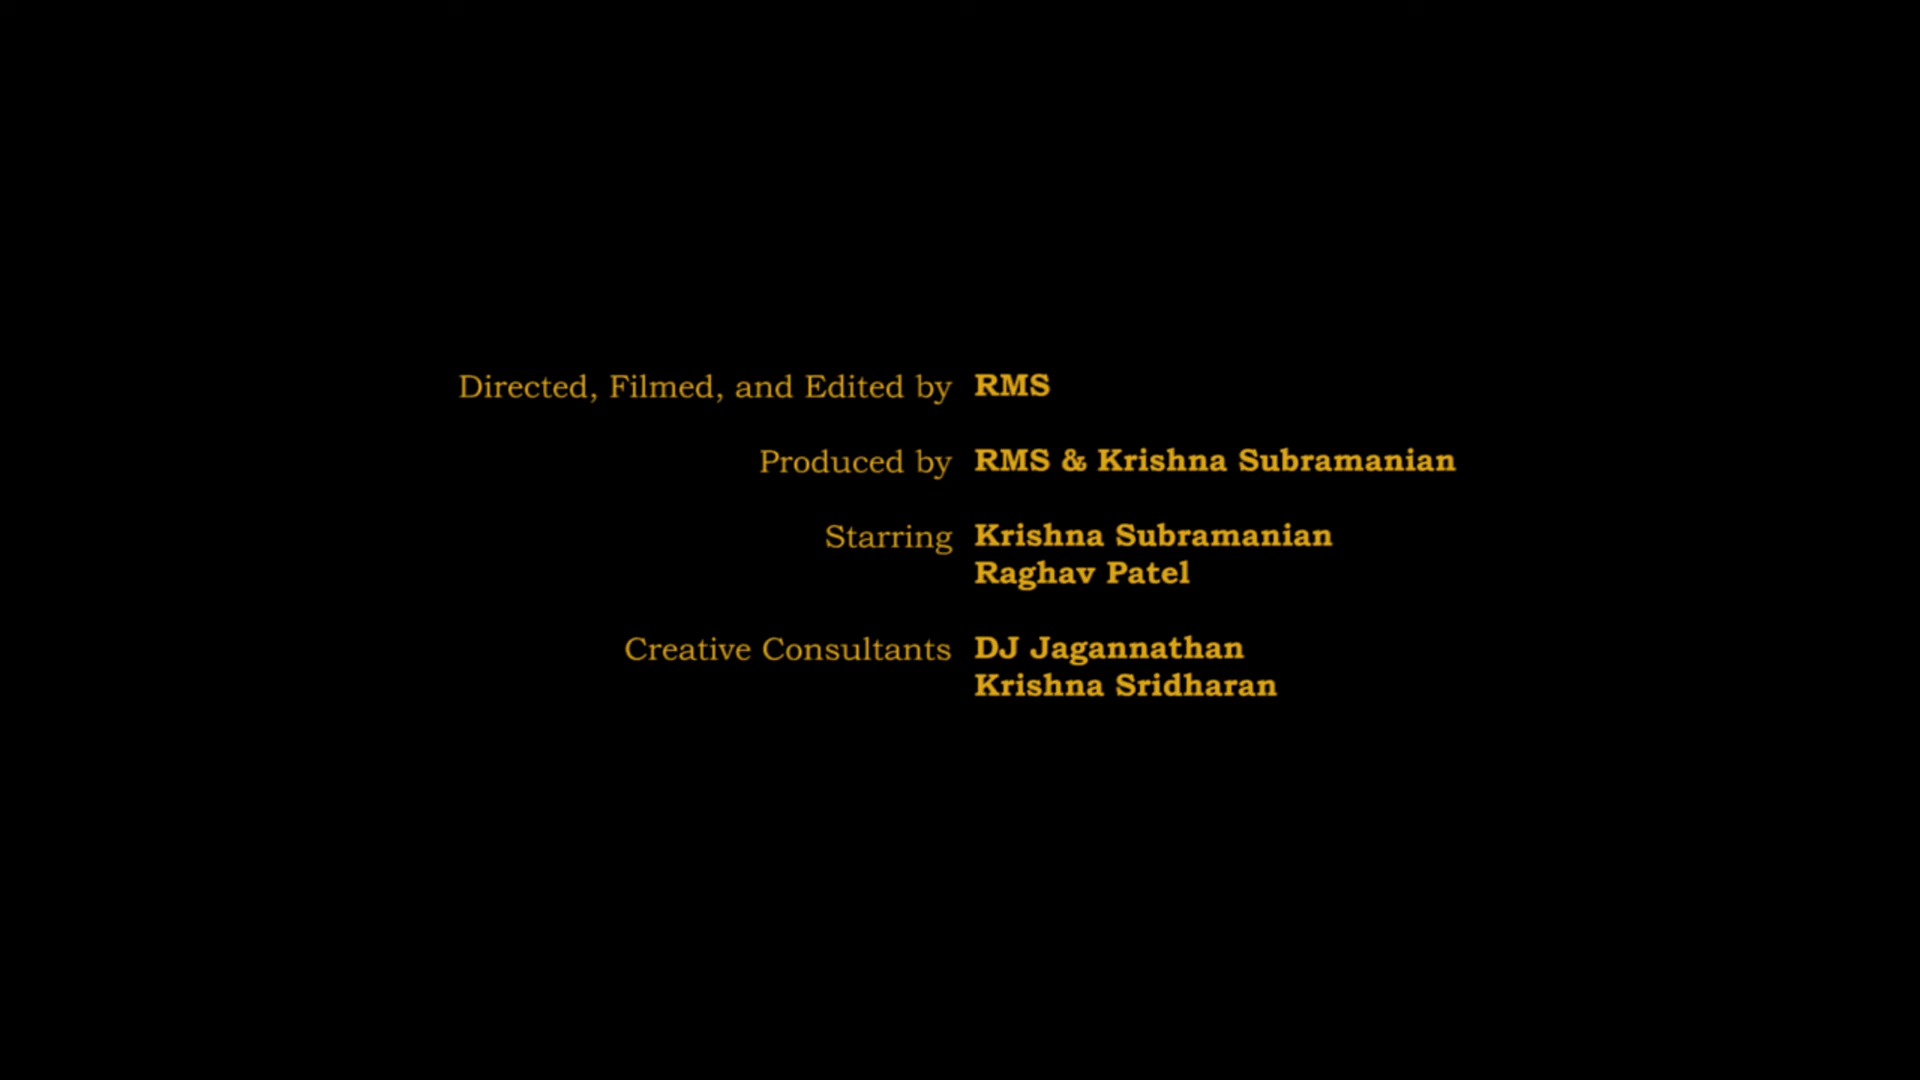 Directed, Filmed, and Edited by RMS
Produced by RMS & Krishna Subramanian
Starring Krishna Subramanian
Raghav Patel
Creative Consultants DJ Jagannathan
Krishna Sridharan